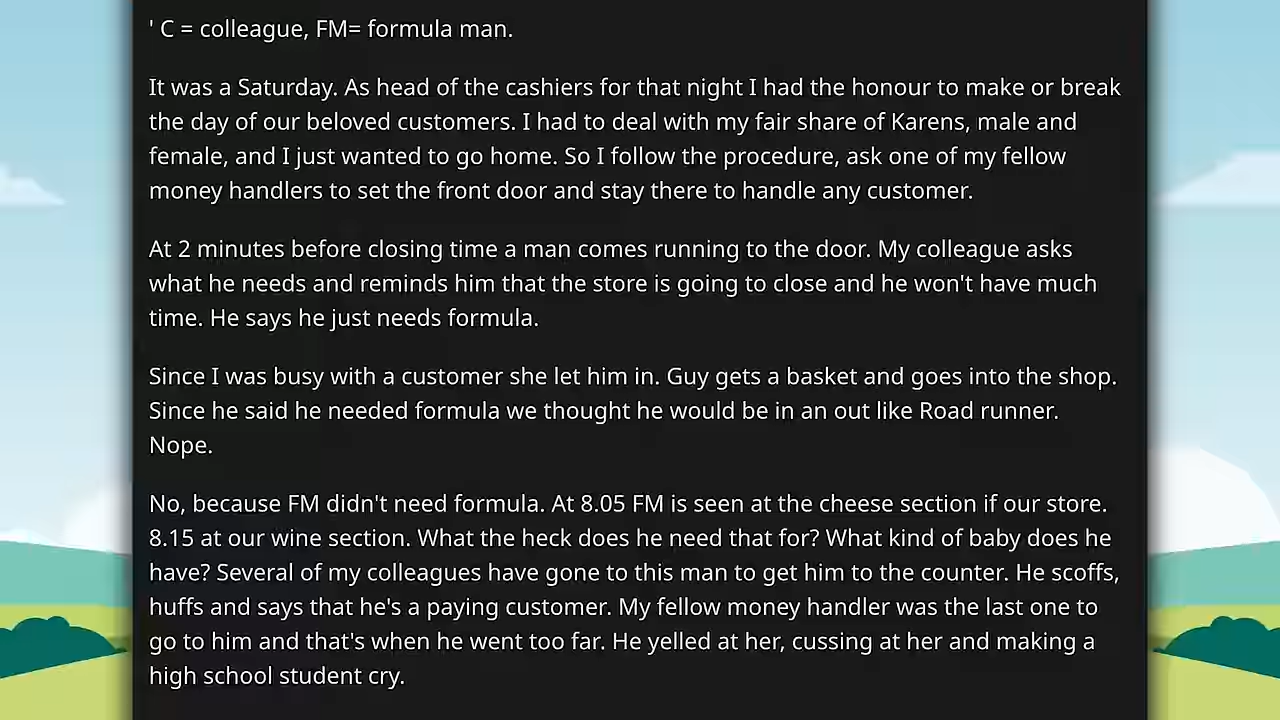 ' C = colleague, FM= formula man.
It was a Saturday. As head of the cashiers for that night I had the honour to make or break
the day of our beloved customers. I had to deal with my fair share of Karens, male and
female, and I just wanted to go home. So I follow the procedure, ask one of my fellow
money handlers to set the front door and stay there to handle any customer.
At 2 minutes before closing time a man comes running to the door. My colleague asks
what he needs and reminds him that the store is going to close and he won't have much
time. He says he just needs formula.
Since I was busy with a customer she let him in. Guy gets a basket and goes into the shop.
Since he said he needed formula we thought he would be in an out like Road runner.
Nope.
No, because FM didn't need formula. At 8.05 FM is seen at the cheese section if our store.
8.15 at our wine section. What the heck does he need that for? What kind of baby does he
have? Several of my colleagues have gone to this man to get him to the counter. He scoffs,
huffs and says that he's a paying customer. My fellow money handler was the last one to
go to him and that's when he went too far. He yelled at her, cussing at her and making a
high school student cry.